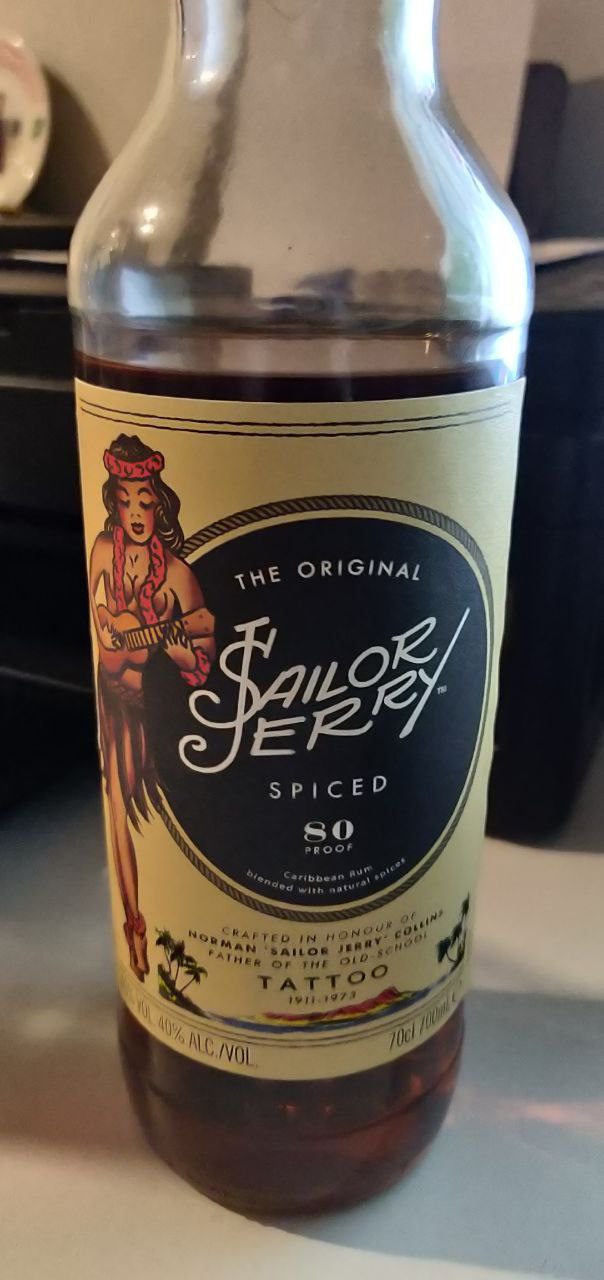 THE ORIGINAL
SAILOR
JERRY™
SPICED
80
PROOF
Caribbean Rum
blended with natural spices
CRAFTED IN HONOUR OF
NORMAN "SAILOR JERRY" COLLINS
FATHER OF THE OLD-SCHOOL
TATTOO
1911-1973
VOL. 40% ALC./VOL. 70cl 700ml